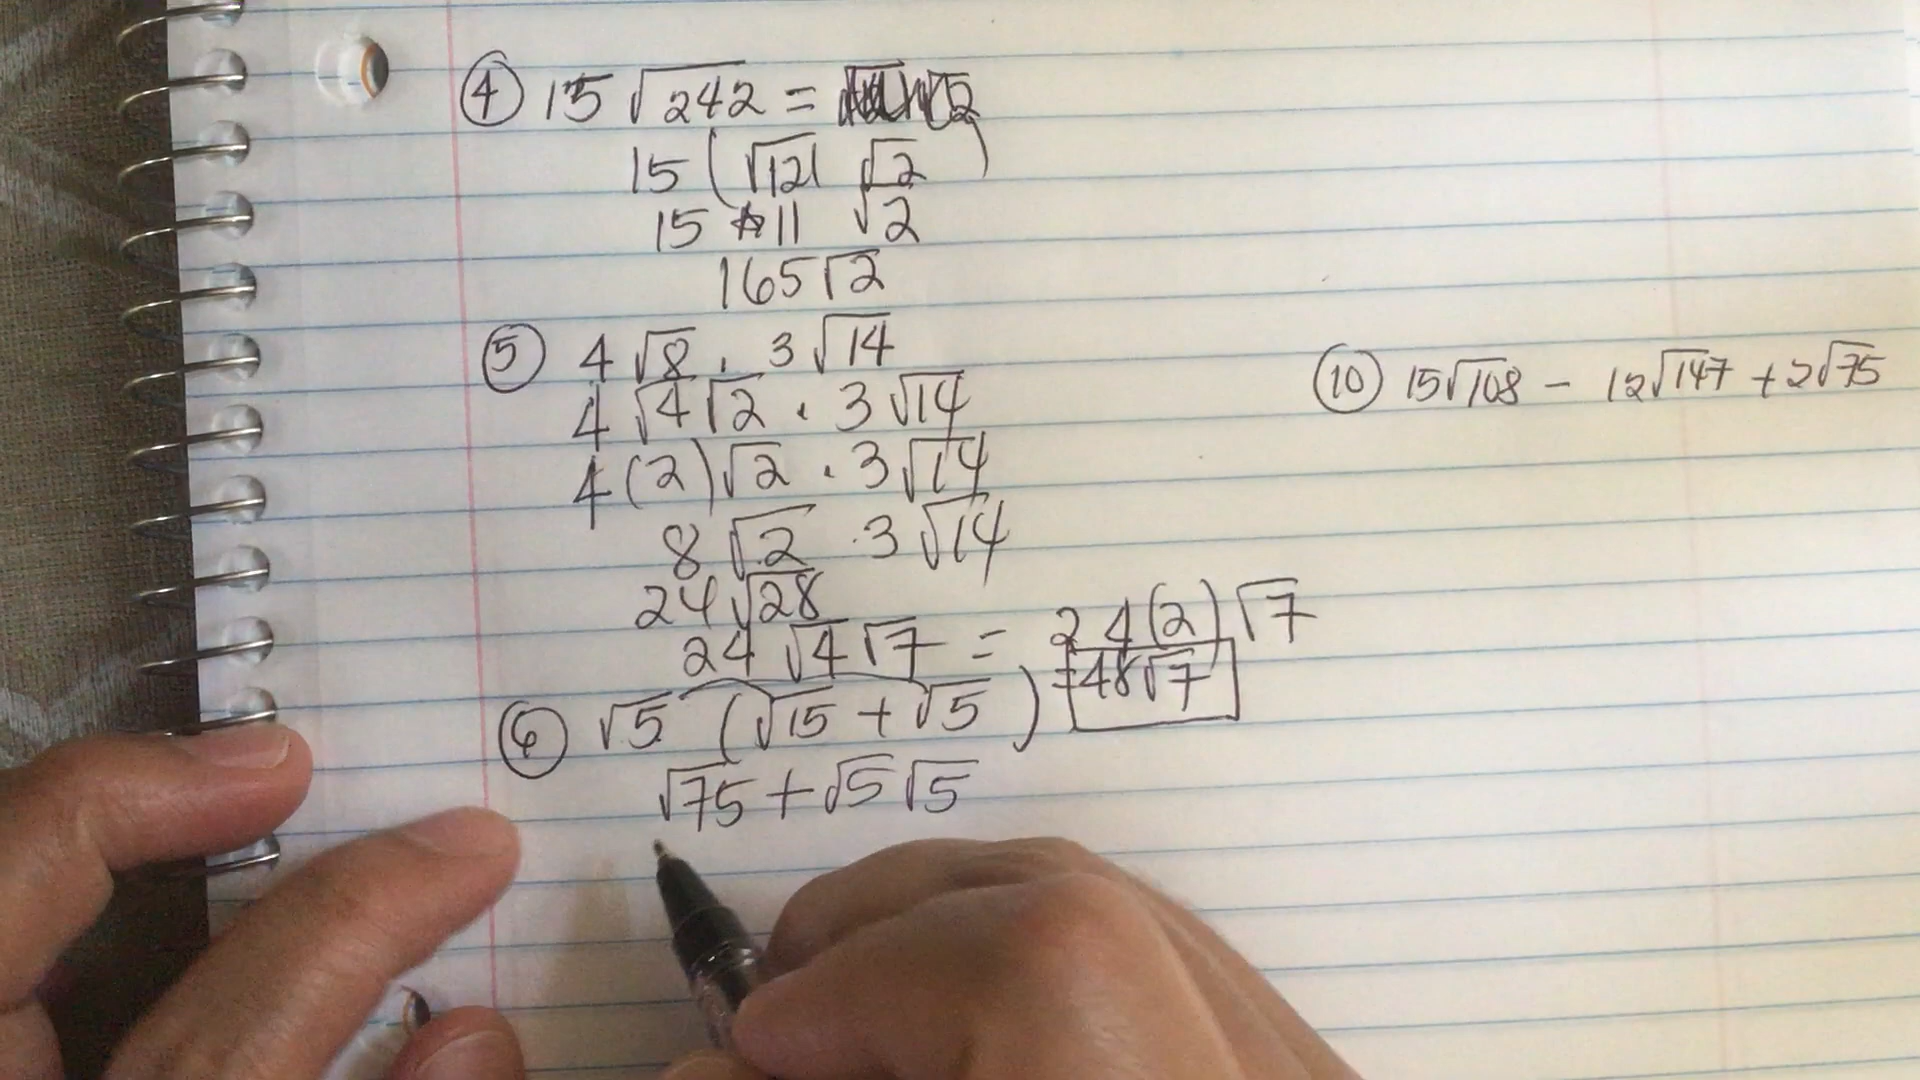 ④ 15 √242 = √2
15 (√121 √2 )
15 * 11 √2
165√2
⑤ 4 √8 . 3 √14
4 √4 √2 . 3 √14
4 (2) √2 . 3 √14
8 √2 . 3 √14
24 √28
24 √4 √7 = 24(2) √7
=48√7
⑥ √5 (√15 + √5 )
√75 + √5 √5
⑩ 15√108 - 12√147 + 2√75